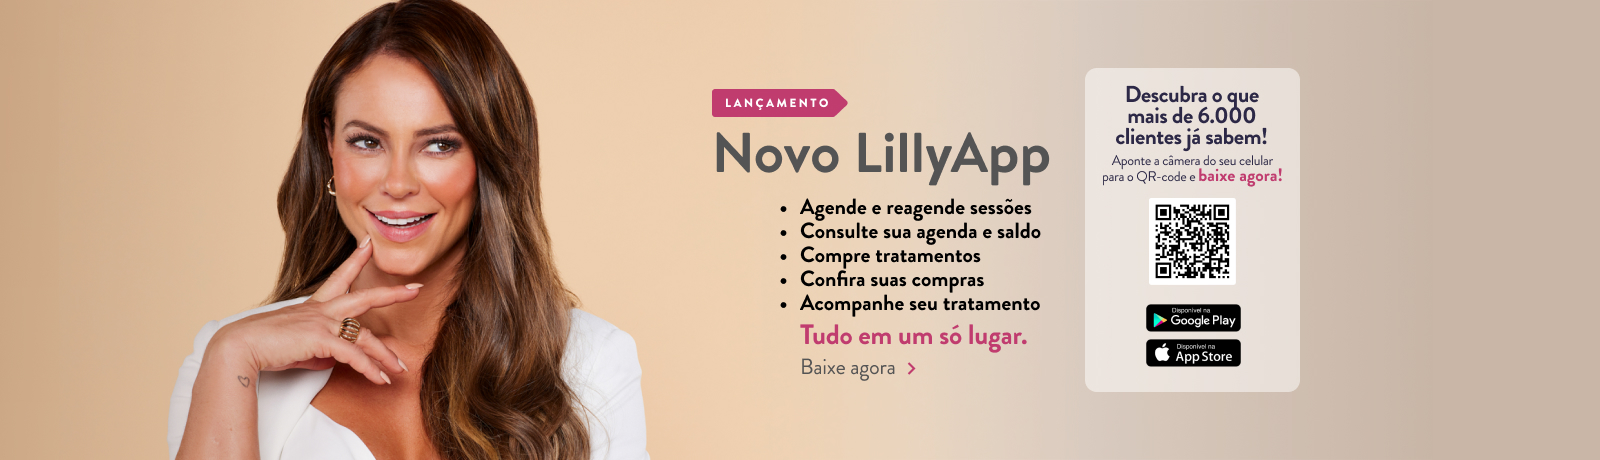 LANÇAMENTO
Novo LillyApp
• Agende e reagende sessões
• Consulte sua agenda e saldo
• Compre tratamentos
• Confira suas compras
• Acompanhe seu tratamento
Tudo em um só lugar.
Baixe agora >
Descubra o que
mais de 6.000
clientes já sabem!
Aponte a câmera do seu celular
para o QR-code e baixe agora!
Disponível na
Google Play
Disponível na
App Store